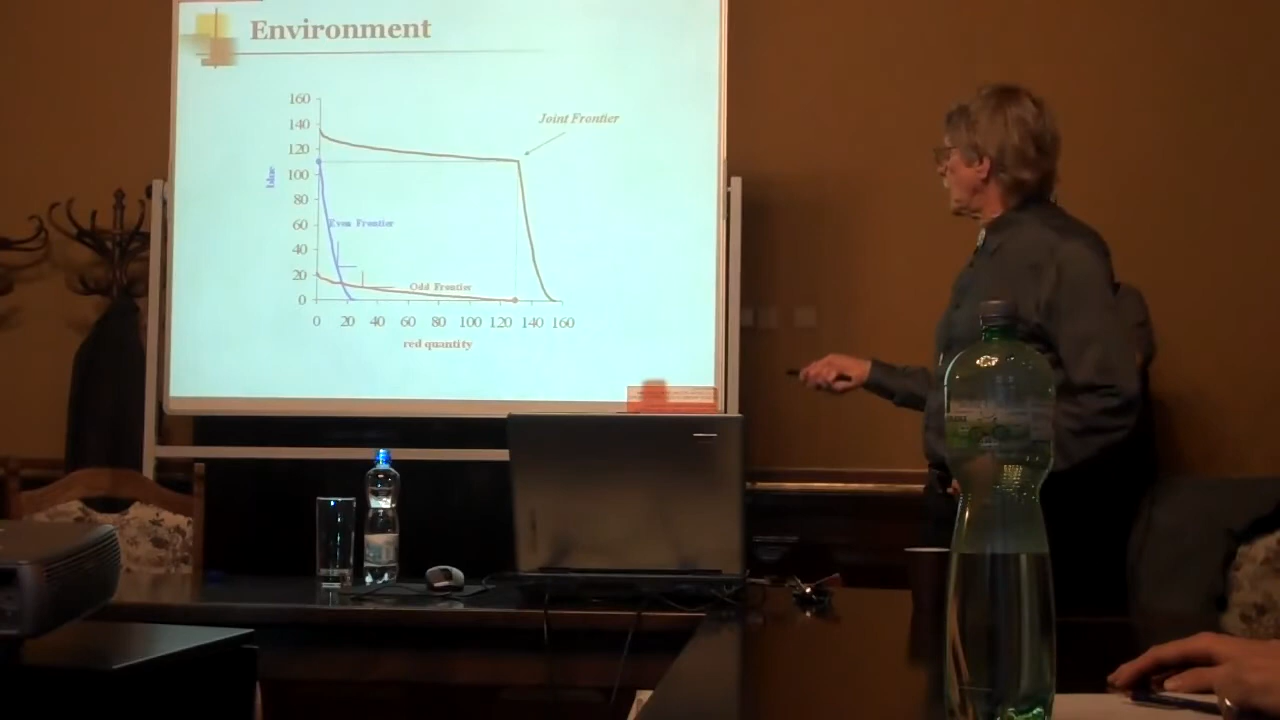 Environment
160
140
120
100
80
60
40
20
0
blue
Joint Frontier
Even Frontier
Odd Frontier
0 20 40 60 80 100 120 140 160
red quantity